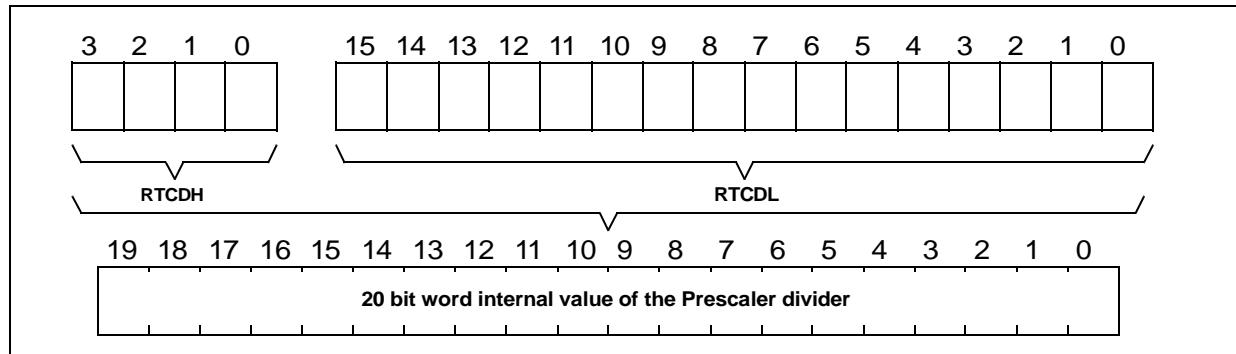 3 2 1 0 15 14 13 12 11 10 9 8 7 6 5 4 3 2 1 0
RTCDH RTCDL
19 18 17 16 15 14 13 12 11 10 9 8 7 6 5 4 3 2 1 0
20 bit word internal value of the Prescaler divider